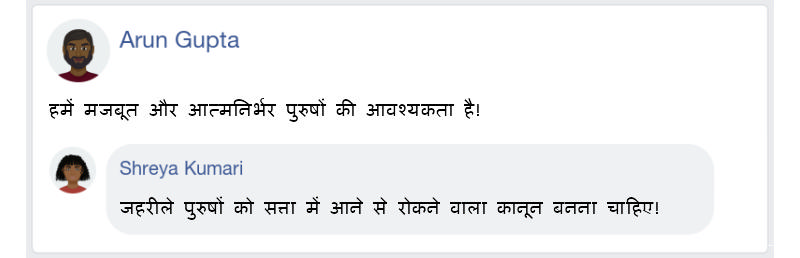 Arun Gupta
हमें मजबूत और आत्मनिर्भर पुरुषों की आवश्यकता है!
Shreya Kumari
जहरीले पुरुषों को सत्ता में आने से रोकने वाला कानून बनना चाहिए!